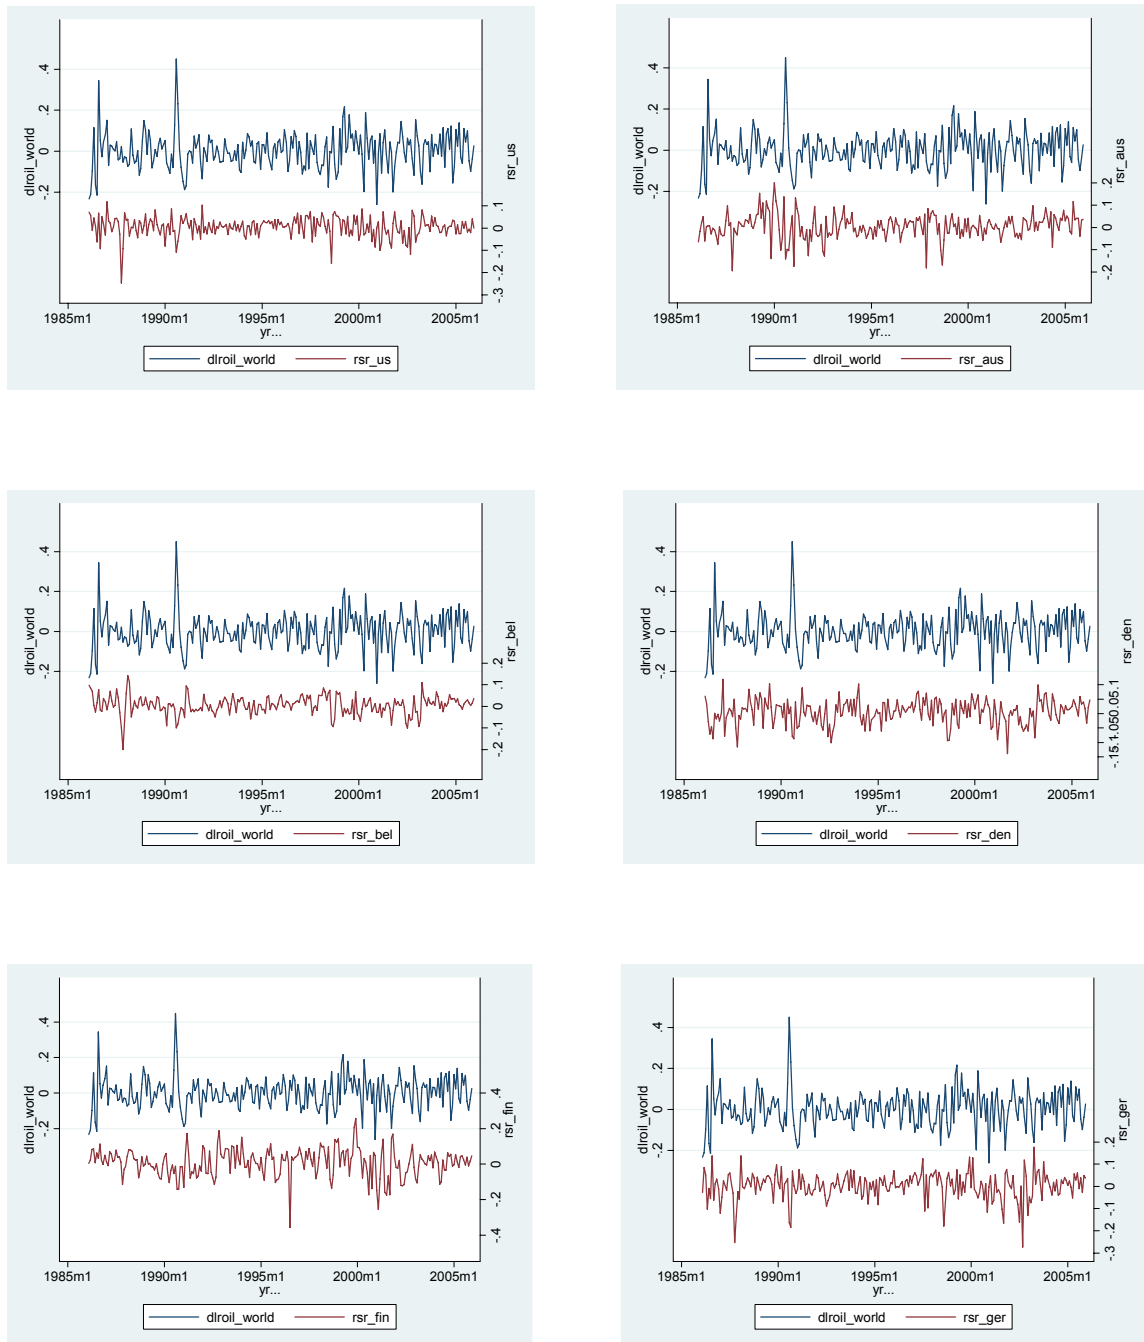 .4
.2
0
-.2
dlroil_world
.1
0
-.1
-.2
-.3
rsr_us
1985m1 1990m1 1995m1 2000m1 2005m1
yr...
dlroil_world rsr_us
.4
.2
0
-.2
dlroil_world
.2
.1
0
-.1
-.2
rsr_aus
1985m1 1990m1 1995m1 2000m1 2005m1
yr...
dlroil_world rsr_aus
.4
.2
0
-.2
dlroil_world
.2
.1
0
-.1
-.2
rsr_bel
1985m1 1990m1 1995m1 2000m1 2005m1
yr...
dlroil_world rsr_bel
.4
.2
0
-.2
dlroil_world
-.15.1.050.05.1
rsr_den
1985m1 1990m1 1995m1 2000m1 2005m1
yr...
dlroil_world rsr_den
.4
.2
0
-.2
dlroil_world
.4
.2
0
-.2
-.4
rsr_fin
1985m1 1990m1 1995m1 2000m1 2005m1
yr...
dlroil_world rsr_fin
.4
.2
0
-.2
dlroil_world
.2
.1
0
-.1
-.2
-.3
rsr_ger
1985m1 1990m1 1995m1 2000m1 2005m1
yr...
dlroil_world rsr_ger